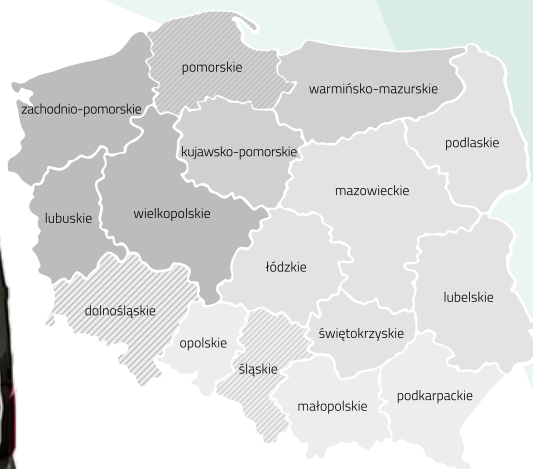 pomorskie
warmińsko-mazurskie
zachodnio-pomorskie
podlaskie
kujawsko-pomorskie
mazowieckie
wielkopolskie
lubuskie
łódzkie
lubelskie
dolnośląskie
świętokrzyskie
opolskie
śląskie
podkarpackie
małopolskie